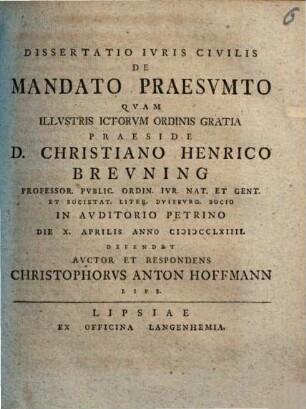 6
DISSERTATIO IVRIS CIVILIS
DE
MANDATO PRAESVMTO
QVAM
ILLVSTRIS ICTORVM ORDINIS GRATIA
PRAESIDE
D. CHRISTIANO HENRICO
BREVNING
PROFESSOR. PVBLIC. ORDIN. IVR. NAT. ET GENT.
ET SOCIETAT. LITER. DVISBVRG. SOCIO
IN AVDITORIO PETRINO
DIE X. APRILIS ANNO CIƆIƆCCLXIIII.
DEFENDET
AVCTOR ET RESPONDENS
CHRISTOPHORVS ANTON HOFFMANN
LIPS.
LIPSIAE
EX OFFICINA LANGENHEMIA.